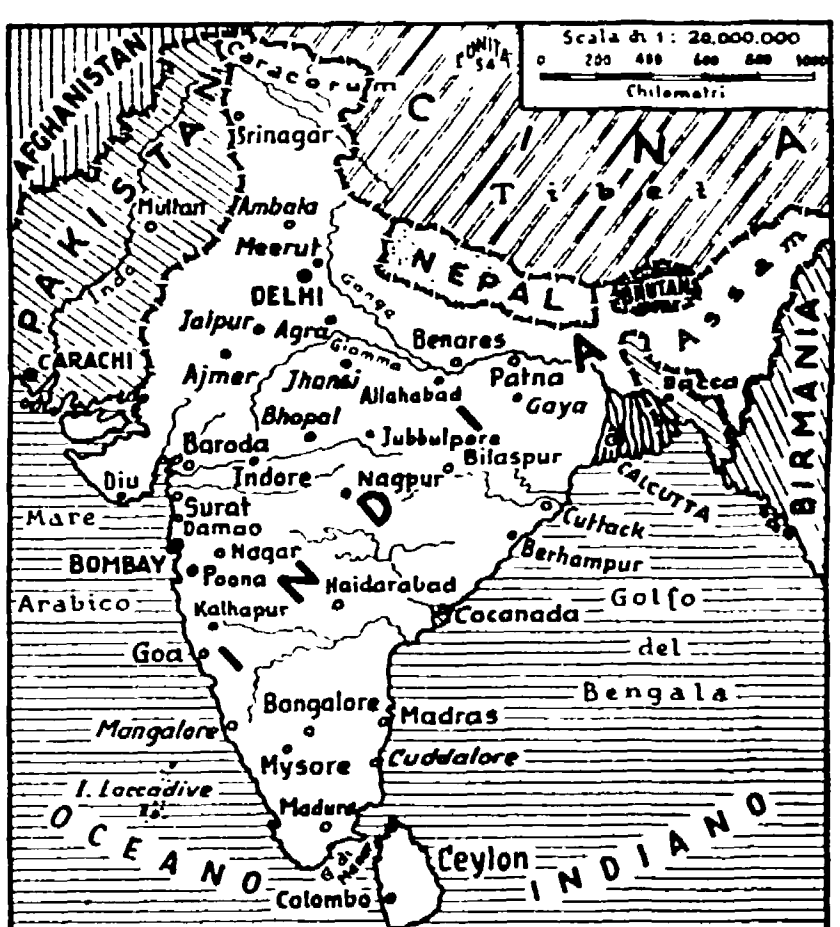 Scala di 1: 20.000.000
0 200 400 600 800 1000
Chilometri
AFGHANISTAN
Caracorum
CINA
Tibet
PAKISTAN
Srinagar
Multan
Ambala
Indo
Meerut
NEPAL
BHUTAN
Assam
DELHI
Ganga
Jaipur
Agra
Benares
BIRMANIA
CARACHI
Giamma
Ajmer
Jhansi
Allahabad
Patna
Dacca
Gaya
Bhopal
Jubbulpore
Baroda
Bilaspur
Diu
Indore
Nagpur
CALCUTTA
Surat
Mare
Arabico
Damao
Cuttack
BOMBAY
Nagar
Berhampur
Poona
INDIA
Haidarabad
Kalhapur
Cocanada
Golfo
del
Bengala
Goa
Bangalore
Madras
Mangalore
Mysore
Cuddalore
I. Laccadive
Madura
OCEANO INDIANO
Ceylon
Colombo